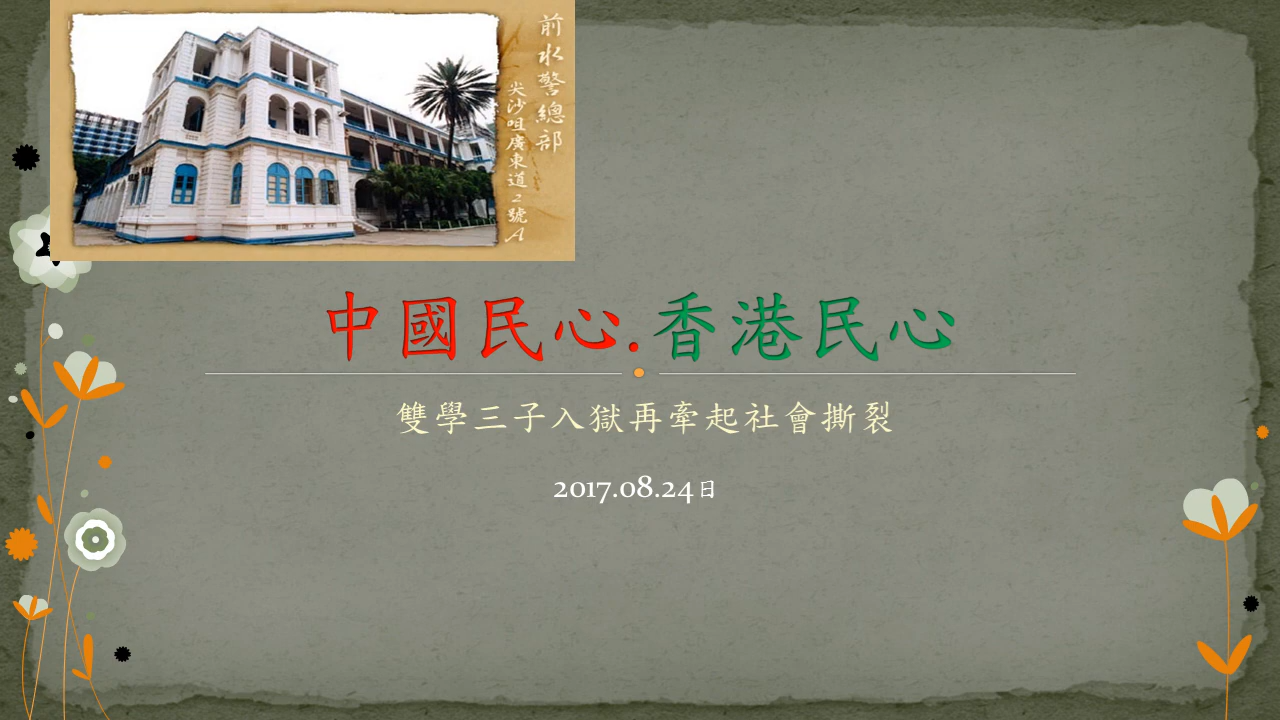 前水警總部
尖沙咀廣東道2號A
中國民心.香港民心
雙學三子入獄再牽起社會撕裂
2017.08.24日